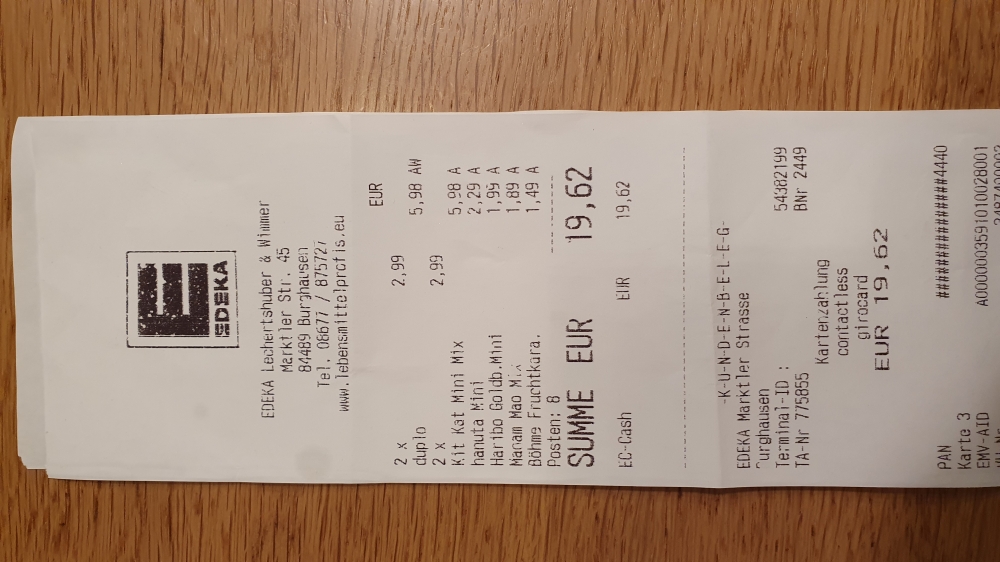 EDEKA
EDEKA Lechertshuber & Wimmer
Marktler Str. 45
84489 Burghausen
Tel. 08677 / 875727
www.lebensmittelprofis.eu
EUR
2 x 2,99
duplo 5,98 AW
2 x 2,99
Kit Kat Mini Mix 5,98 A
hanuta Mini 2,29 A
Haribo Goldb.Mini 1,99 A
Manam Mao Mix 1,89 A
Böhme Fruchtkara. 1,49 A
Posten: 8
SUMME EUR 19,62
EC-Cash EUR 19,62
-K-U-N-D-E-N-B-E-L-E-G-
EDEKA Marktler Strasse
Burghausen
Terminal-ID : 54382199
TA-Nr 775855 BNr 2449
Kartenzahlung
contactless
girocard
EUR 19,62
PAN ###############4440
Karte 3
EMV-AID A00000003591010028001